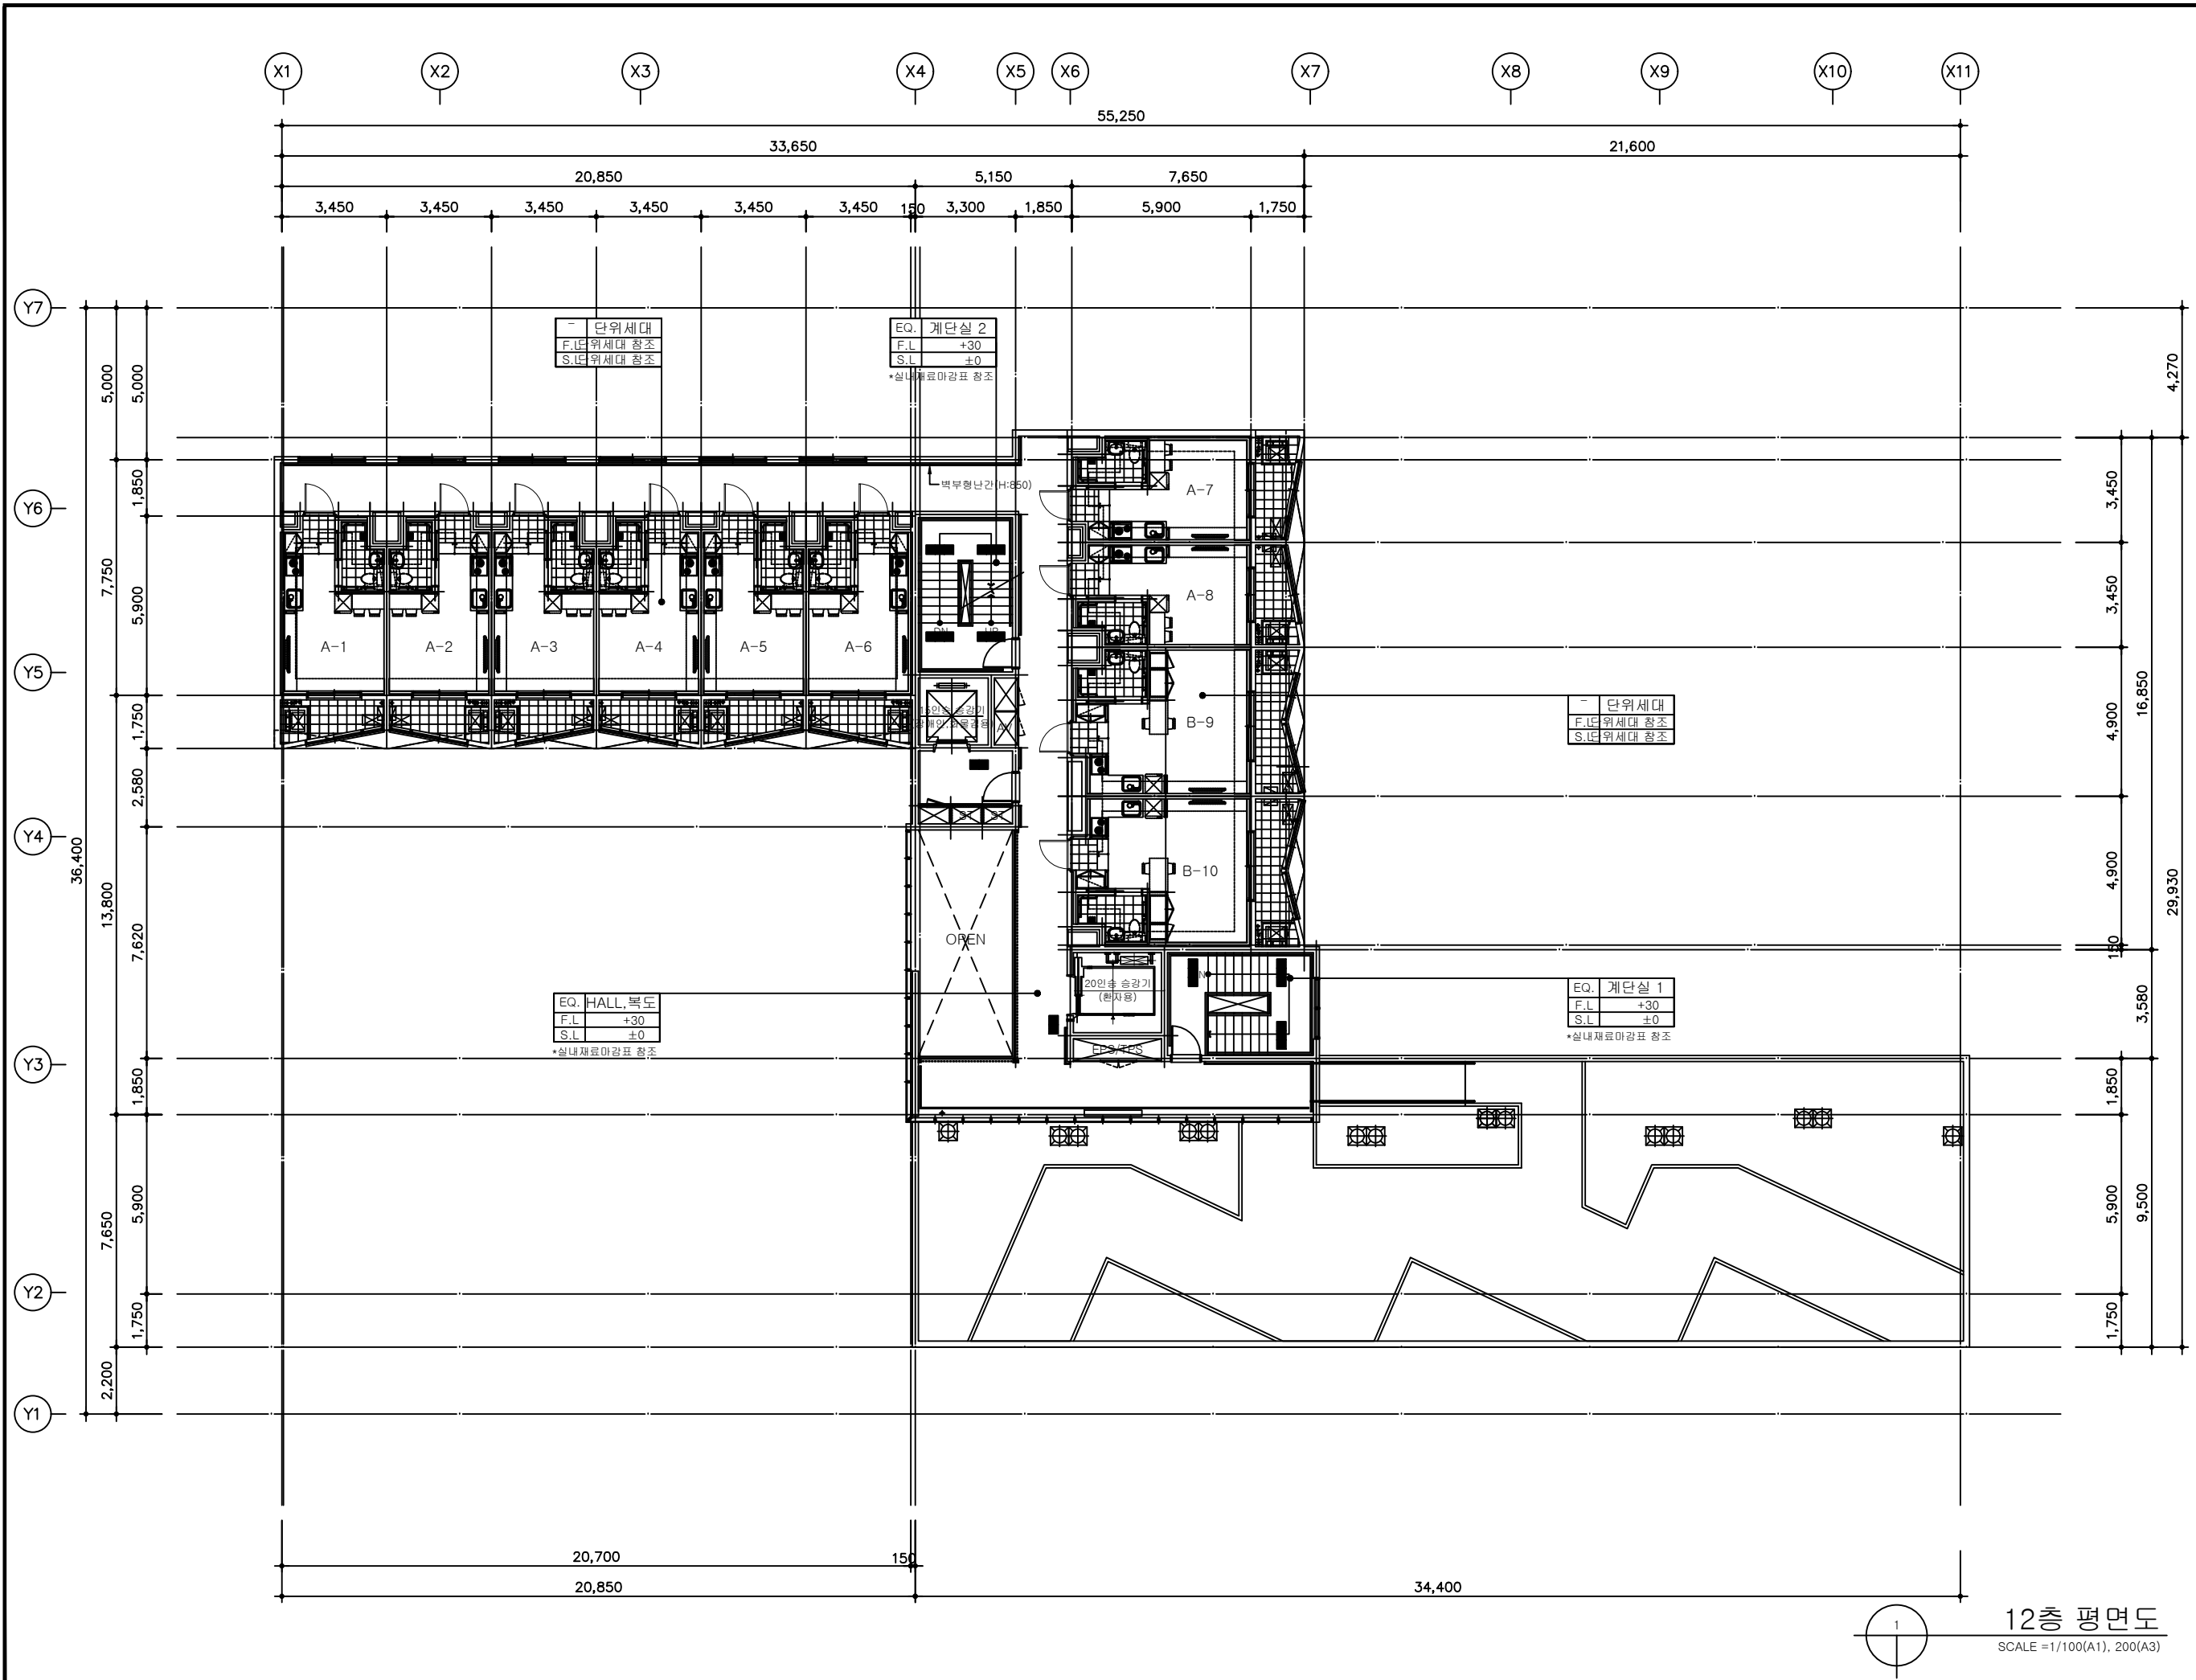 X1 X2 X3 X4 X5 X6 X7 X8 X9 X10 X11
55,250
33,650 21,600
20,850 5,150 7,650
3,450 3,450 3,450 3,450 3,450 3,450 150 3,300 1,850 5,900 1,750
Y7
Y6
Y5
Y4
Y3
Y2
Y1
36,400
5,000
7,750
13,800
7,650
2,200
5,000
1,850
5,900
1,750
2,580
7,620
1,850
5,900
1,750
- 단위세대
F.L 단위세대 참조
S.L 단위세대 참조
EQ. 계단실 2
F.L +30
S.L ±0
*실내재료마감표 참조
벽부형난간(H:850)
A-1 A-2 A-3 A-4 A-5 A-6
DN UP
15인승 승강기
A-7
A-8
B-9
B-10
- 단위세대
F.L 단위세대 참조
S.L 단위세대 참조
OPEN
EQ. HALL,복도
F.L +30
S.L ±0
*실내재료마감표 참조
20인승 승강기
(환자용)
EPS/TPS
EQ. 계단실 1
F.L +30
S.L ±0
*실내재료마감표 참조
3,450
3,450
4,900
4,900
150
1,850
5,900
1,750
16,850
3,580
9,500
4,270
29,930
20,700 150
20,850 34,400
1
12층 평면도
SCALE =1/100(A1), 200(A3)